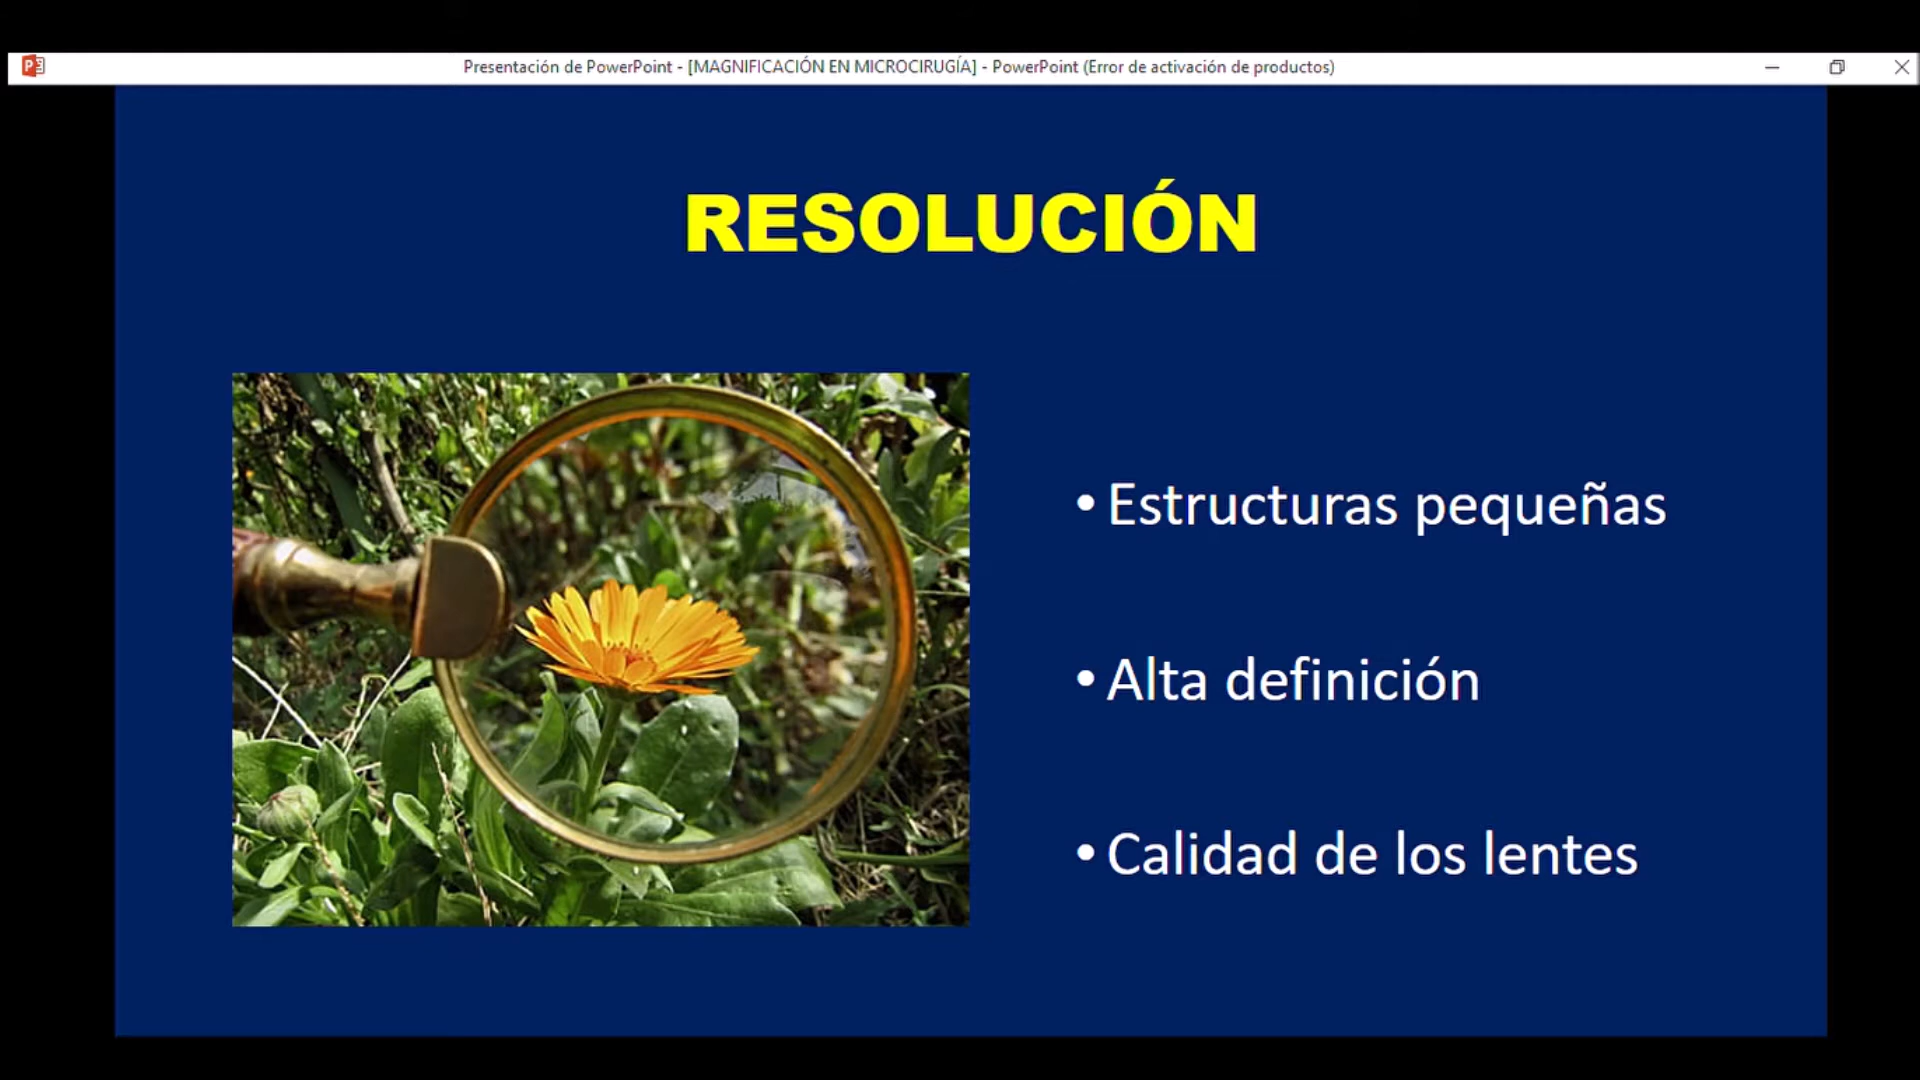 Presentación de PowerPoint - [MAGNIFICACIÓN EN MICROCIRUGÍA] - PowerPoint (Error de activación de productos)
RESOLUCIÓN
• Estructuras pequeñas
• Alta definición
• Calidad de los lentes